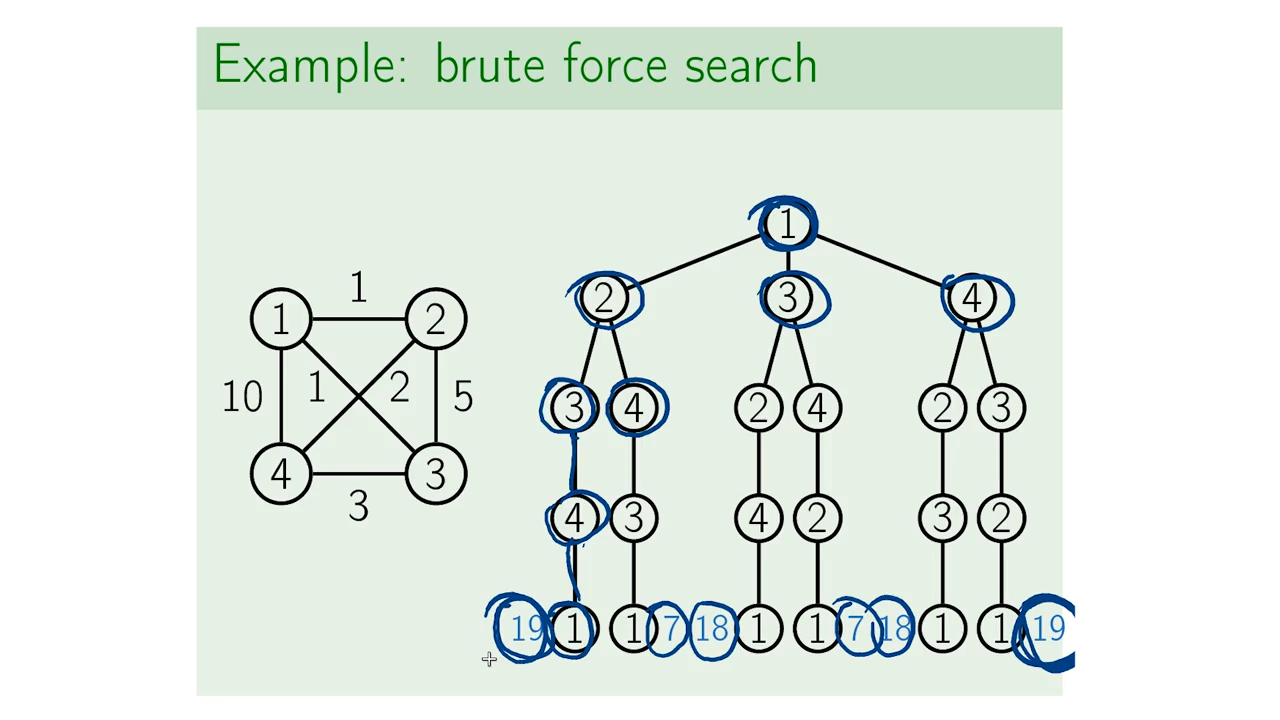 Example: brute force search
1
2 3 4
1
1 2
10 1 2 5
3 4 2 4 2 3
4 3
3
4 3 4 2 3 2
19 1 1 7 18 1 1 7 18 1 1 19